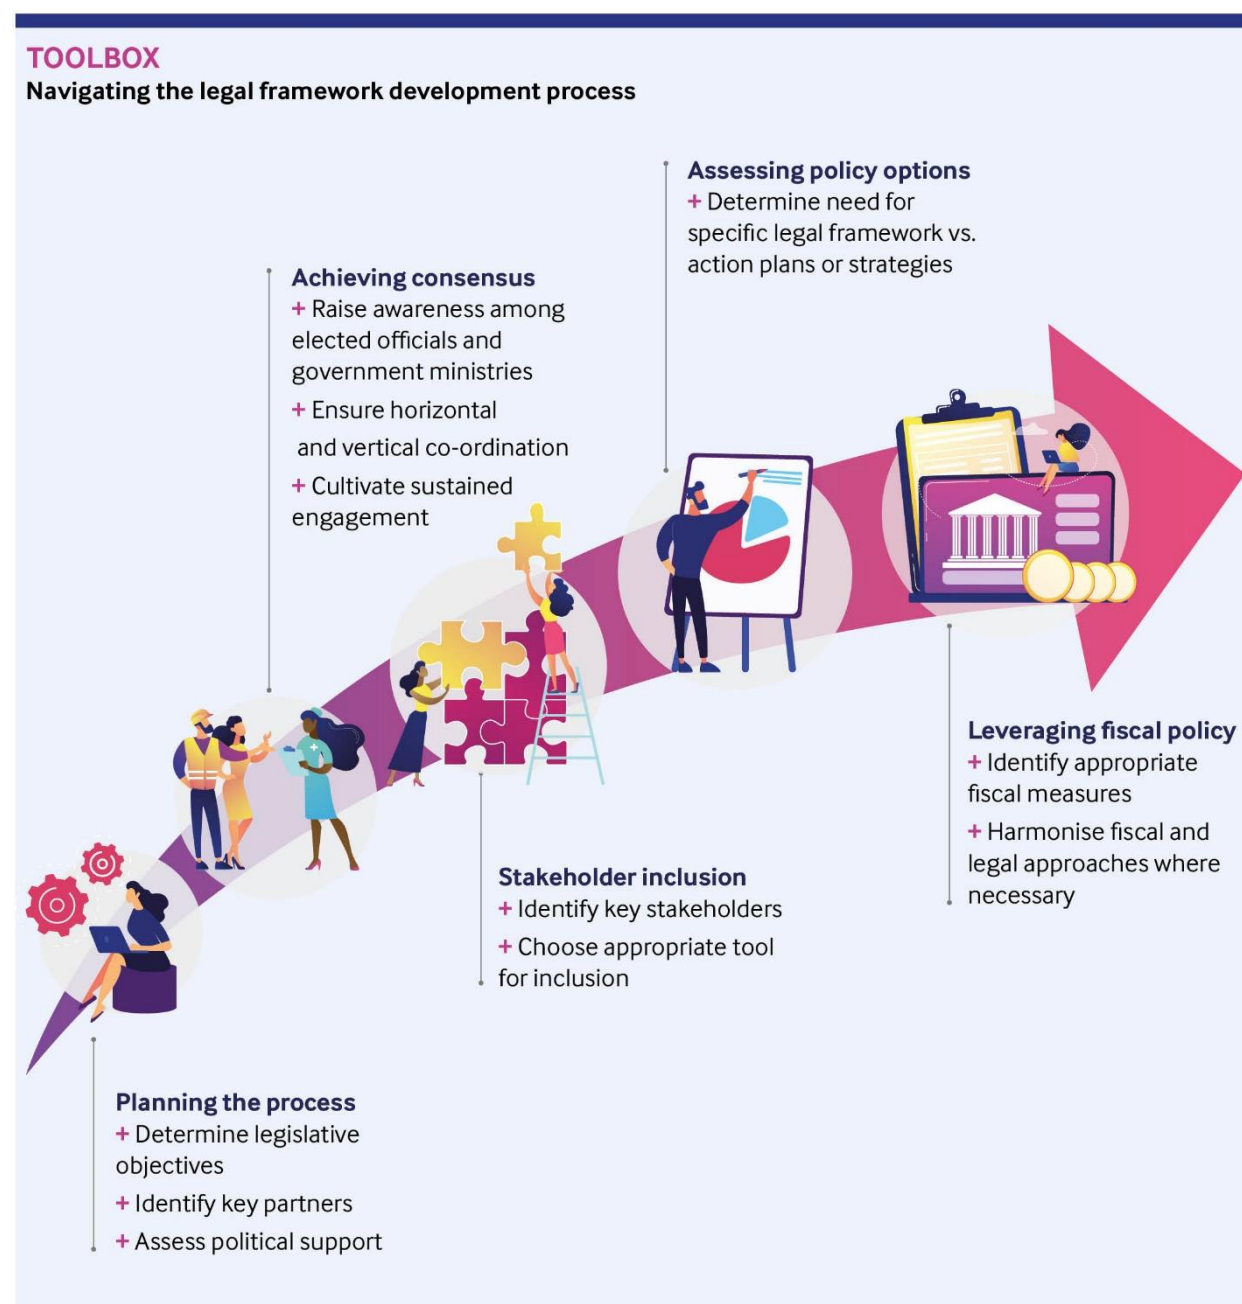 TOOLBOX
Navigating the legal framework development process
Assessing policy options
+ Determine need for
specific legal framework vs.
action plans or strategies
Achieving consensus
+ Raise awareness among
elected officials and
government ministries
+ Ensure horizontal
and vertical co-ordination
+ Cultivate sustained
engagement
Leveraging fiscal policy
+ Identify appropriate
fiscal measures
+ Harmonise fiscal and
legal approaches where
necessary
Stakeholder inclusion
+ Identify key stakeholders
+ Choose appropriate tool
for inclusion
Planning the process
+ Determine legislative
objectives
+ Identify key partners
+ Assess political support